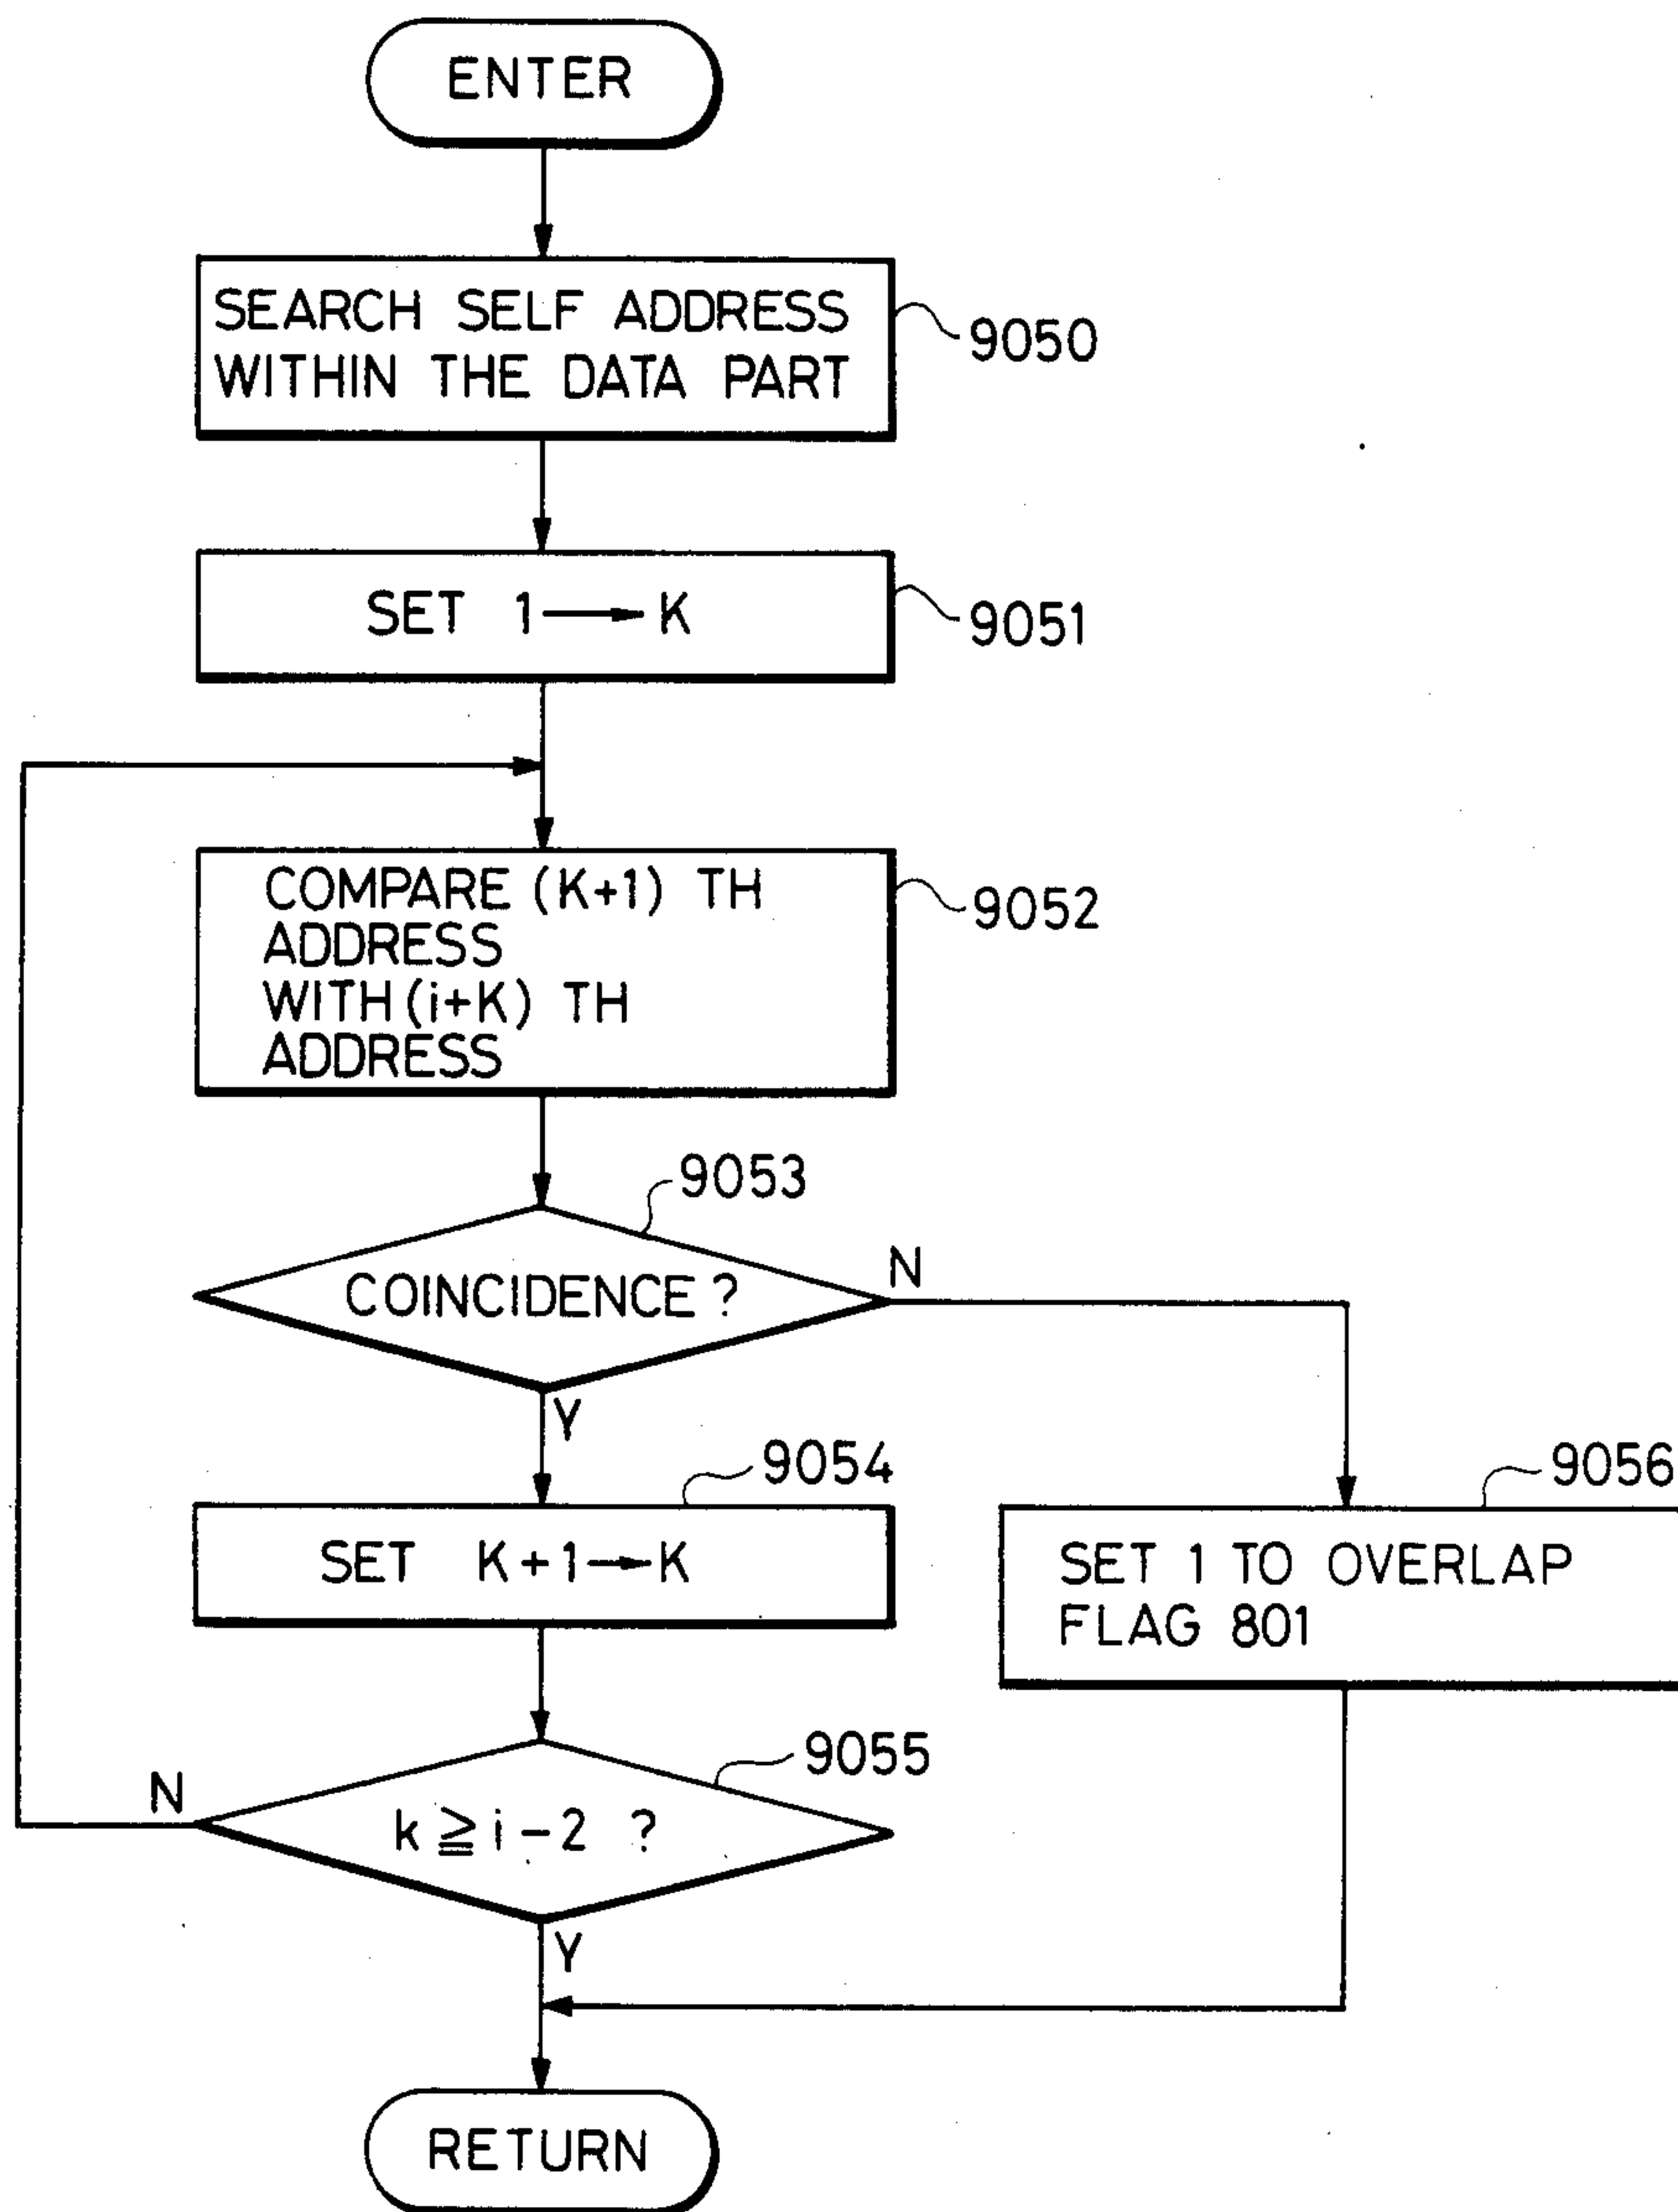 ENTER
SEARCH SELF ADDRESS
WITHIN THE DATA PART
9050
SET 1→K
9051
COMPARE (K+1) TH
ADDRESS
WITH (i+K) TH
ADDRESS
9052
9053
COINCIDENCE ?
N
Y
9054
SET K+1→K
9056
SET 1 TO OVERLAP
FLAG 801
9055
N
k ≧ i-2 ?
Y
RETURN